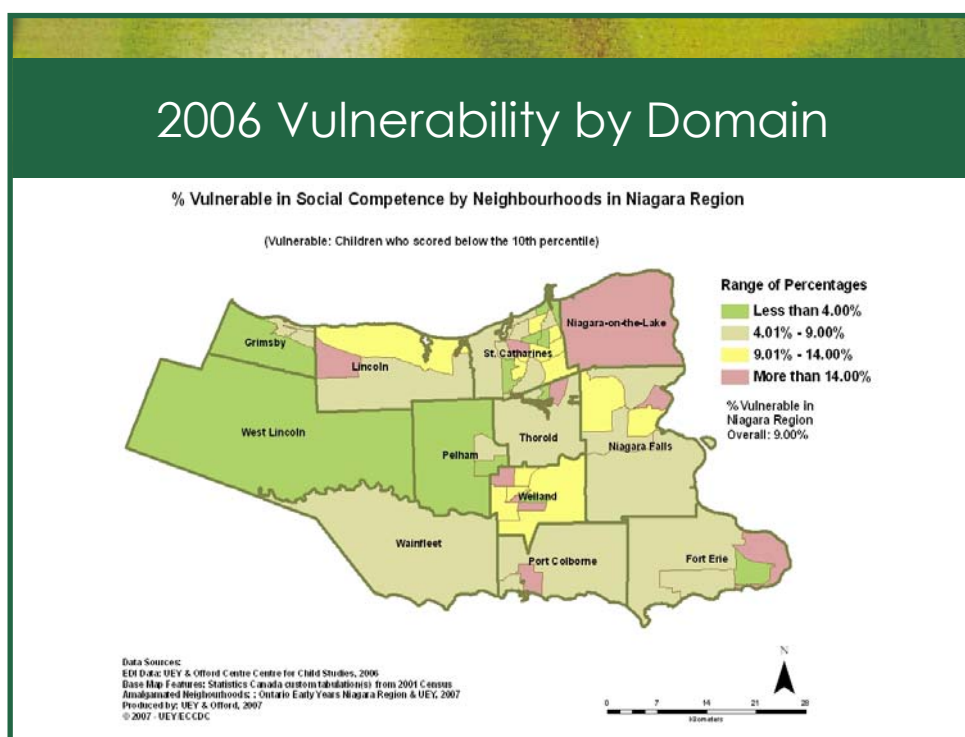 2006 Vulnerability by Domain
% Vulnerable in Social Competence by Neighbourhoods in Niagara Region
(Vulnerable: Children who scored below the 10th percentile)
Range of Percentages
Less than 4.00%
4.01% - 9.00%
9.01% - 14.00%
More than 14.00%
% Vulnerable in
Niagara Region
Overall: 9.00%
Niagara-on-the-Lake
Grimsby
St. Catharines
Lincoln
West Lincoln
Pelham
Thorold
Niagara Falls
Welland
Wainfleet
Port Colborne
Fort Erie
Data Sources:
EDI Data: UEY & Offord Centre Centre for Child Studies, 2006
Base Map Features: Statistics Canada custom tabulation(s) from 2001 Census
Amalgamated Neighourhoods: : Ontario Early Years Niagara Region & UEY, 2007
Produced by: UEY & Offord, 2007
© 2007 - UEY/ECCDC
N
0 7 14 21 28
Kilometers